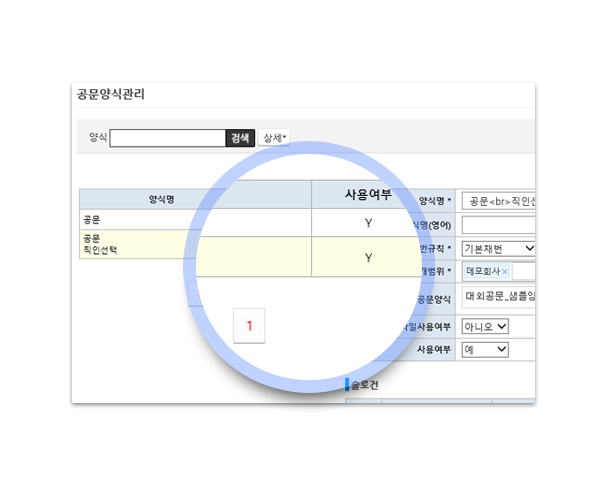 공문양식관리
양식 검색 상세
양식명 사용여부
공문 Y
공문
직인선택 Y
1
양식명 * 공문<br>직인선
명(영어)
번규칙 * 기본채번
범위 * 데모회사 ×
공문양식 대외공문_샘플양
일사용여부 아니오
사용여부 예
슬로건